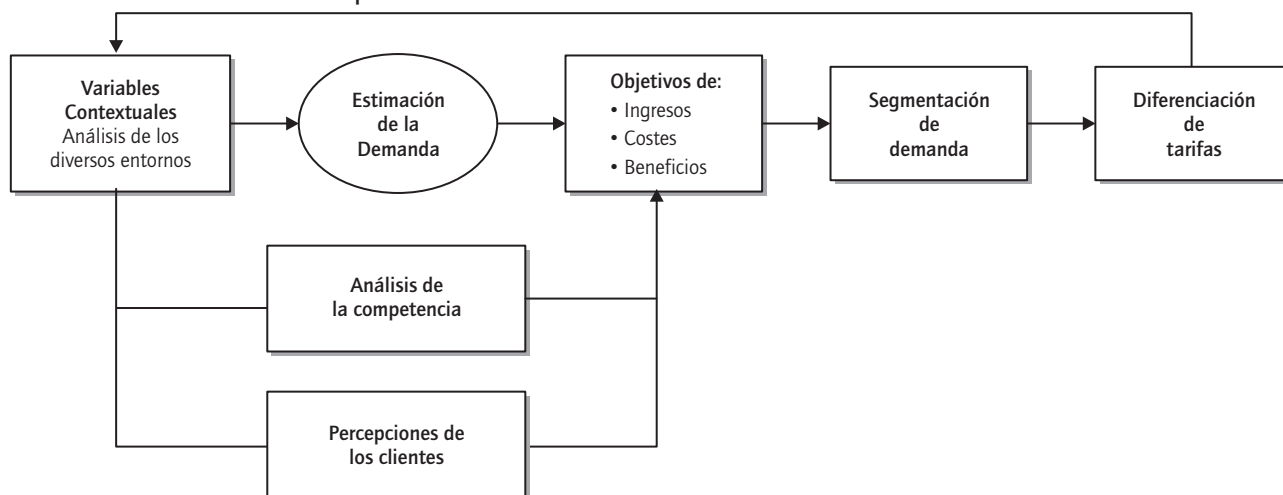 Variables
Contextuales
Análisis de los
diversos entornos
Estimación
de la
Demanda
Objetivos de:
• Ingresos
• Costes
• Beneficios
Segmentación
de
demanda
Diferenciación
de
tarifas
Análisis de
la competencia
Percepciones de
los clientes